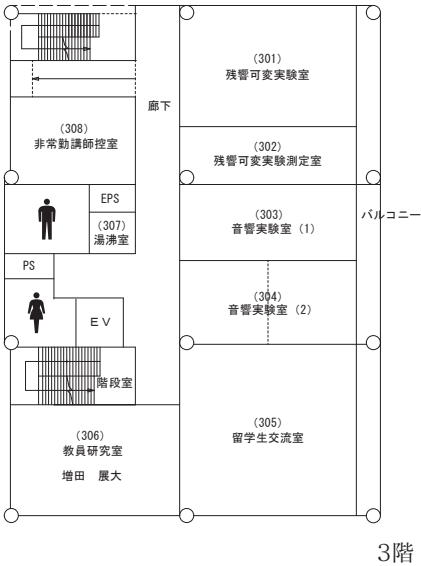 (301)
残響可変実験室
廊下
(308)
非常勤講師控室
(302)
残響可変実験測定室
EPS
(307)
湯沸室
(303)
音響実験室（1）
バルコニー
PS
(304)
音響実験室（2）
ＥＶ
階段室
(305)
留学生交流室
(306)
教員研究室
増田　展大
3階